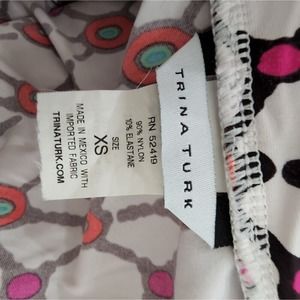 TRINA TURK
RN 52419
90% NYLON
10% ELASTANE
SIZE
XS
MADE IN MEXICO WITH
IMPORTED FABRIC
TRINATURK.COM